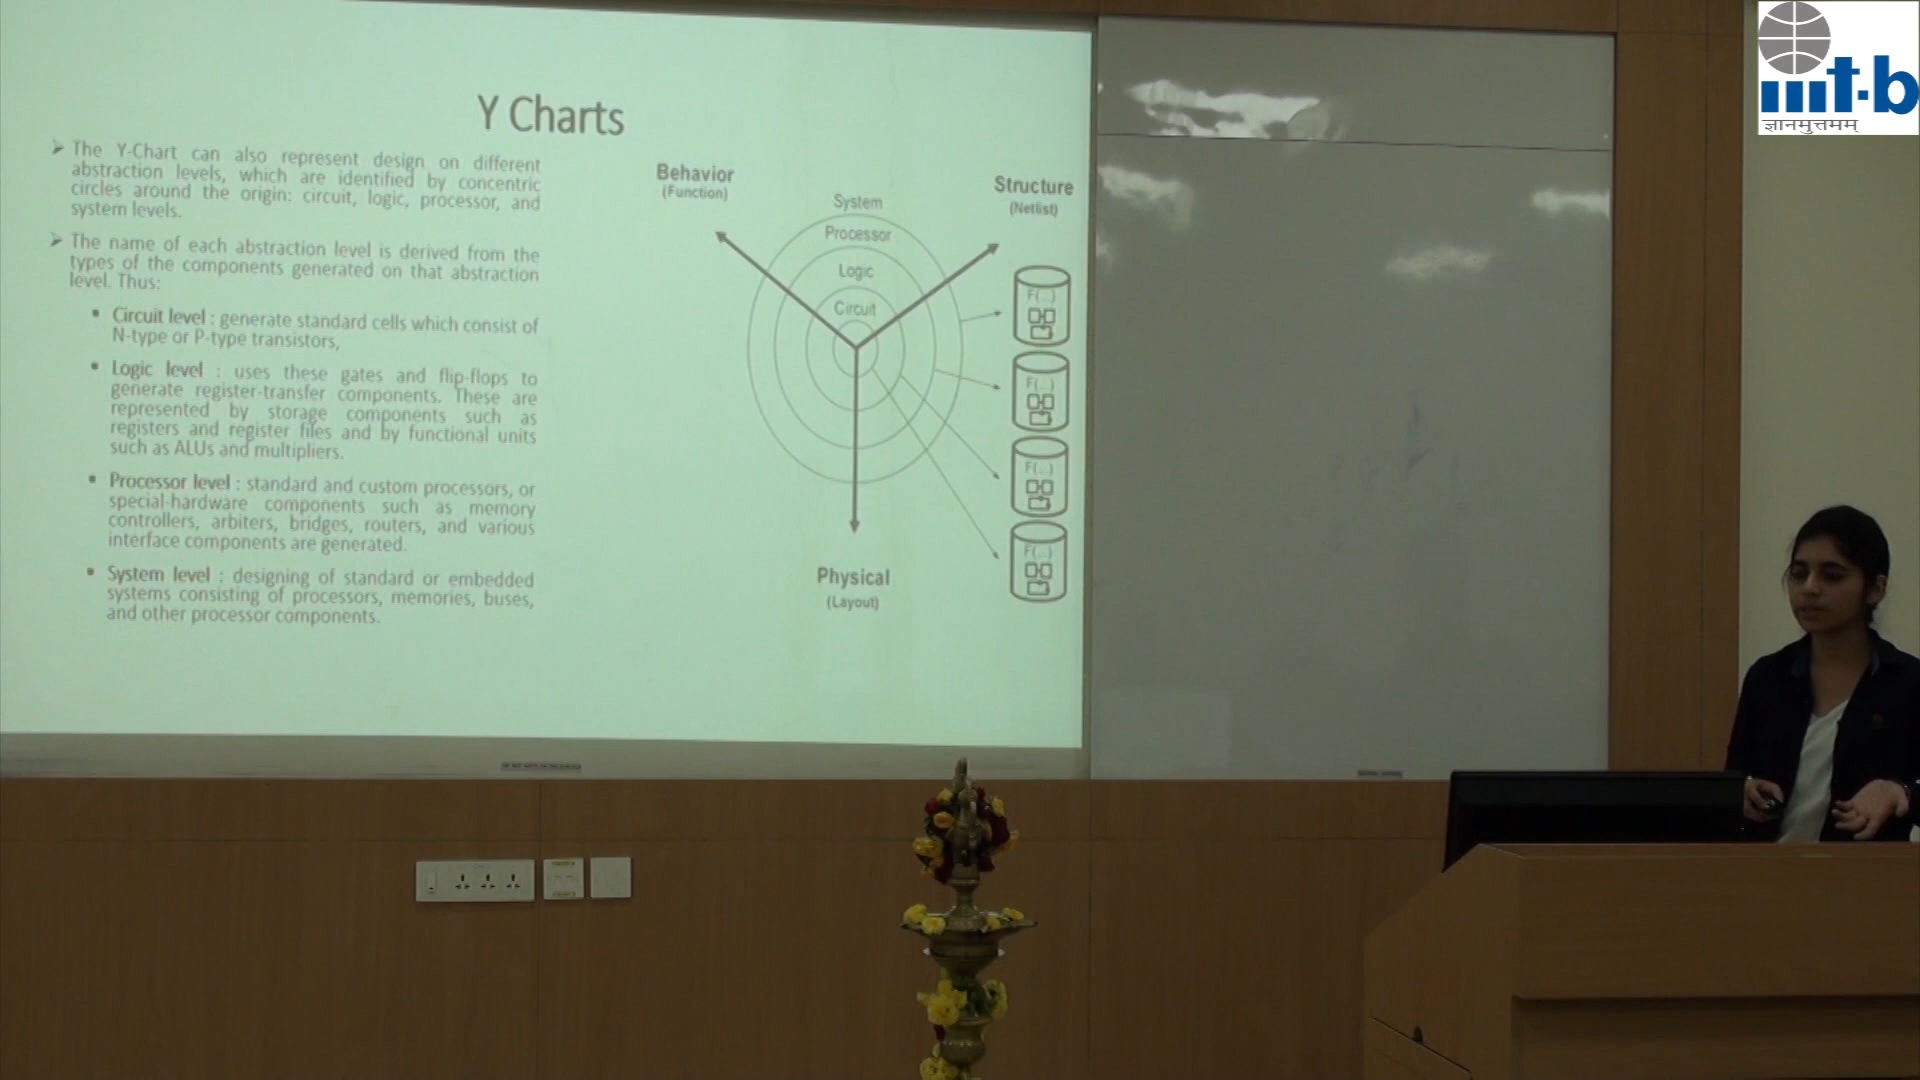 Y Charts
The Y-Chart can also represent design on different
abstraction levels, which are identified by concentric
circles around the origin: circuit, logic, processor, and
system levels.
The name of each abstraction level is derived from the
types of the components generated on that abstraction
level. Thus:
Circuit level : generate standard cells which consist of
N-type or P-type transistors,
Logic level : uses these gates and flip-flops to
generate register-transfer components. These are
represented by storage components such as
registers and register files and by functional units
such as ALUs and multipliers.
Processor level : standard and custom processors, or
special-hardware components such as memory
controllers, arbiters, bridges, routers, and various
interface components are generated.
System level : designing of standard or embedded
systems consisting of processors, memories, buses,
and other processor components.
Behavior
(Function)
Structure
(Netlist)
System
Processor
Logic
Circuit
Physical
(Layout)
F(...)
F(...)
F(...)
F(...)
iiit-b
ज्ञानमुत्तमम्